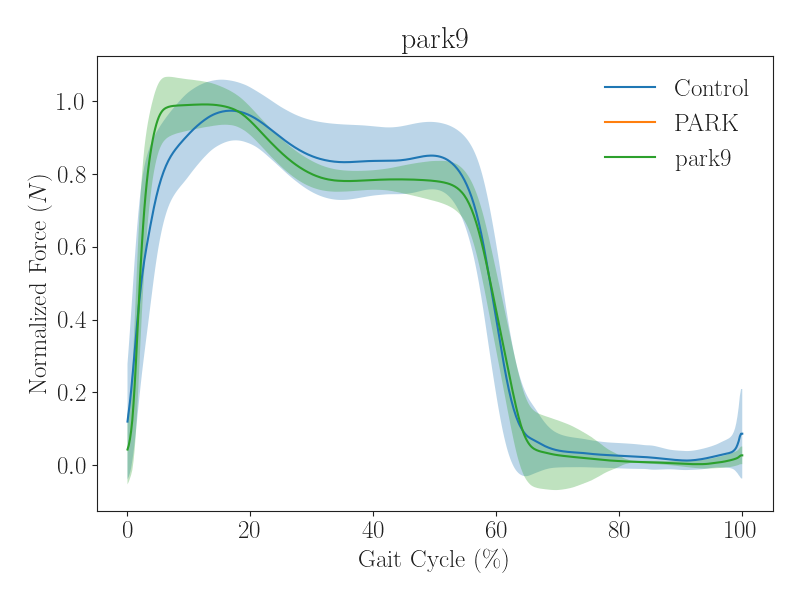 park9
Control
PARK
park9
1.0
0.8
0.6
0.4
0.2
0.0
Normalized Force (N)
0 20 40 60 80 100
Gait Cycle (%)